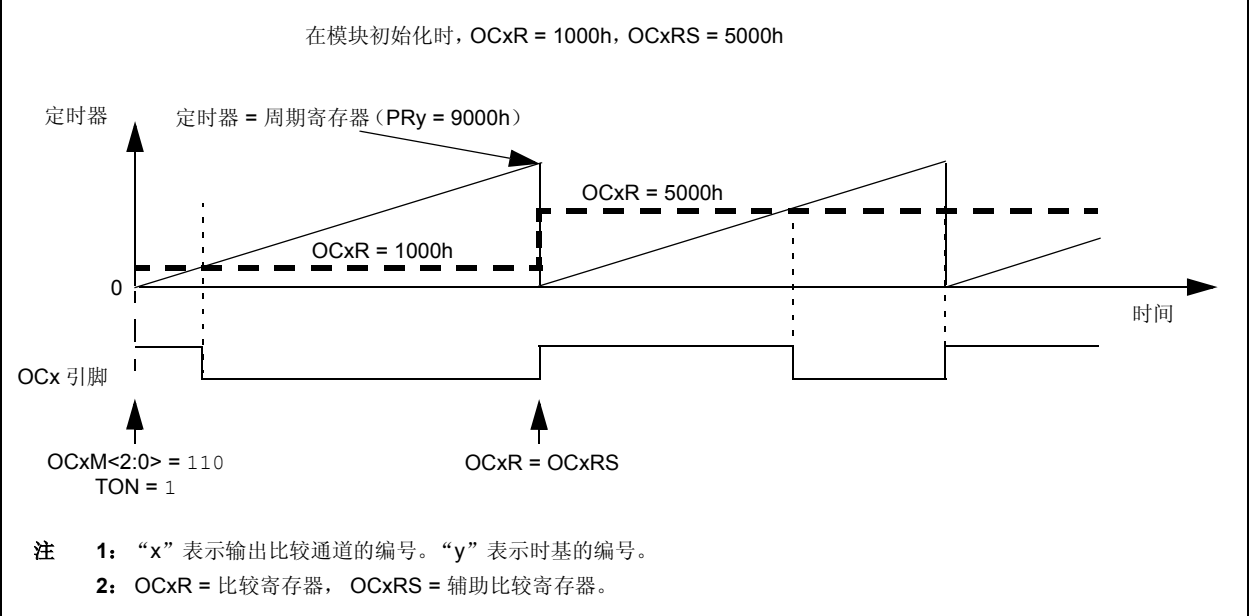 在模块初始化时，OCxR = 1000h，OCxRS = 5000h
定时器
定时器 = 周期寄存器（PRy = 9000h）
OCxR = 5000h
OCxR = 1000h
0
时间
OCx 引脚
OCxM<2:0> = 110
TON = 1
OCxR = OCxRS
注 1： “x”表示输出比较通道的编号。“y”表示时基的编号。
2： OCxR = 比较寄存器， OCxRS = 辅助比较寄存器。